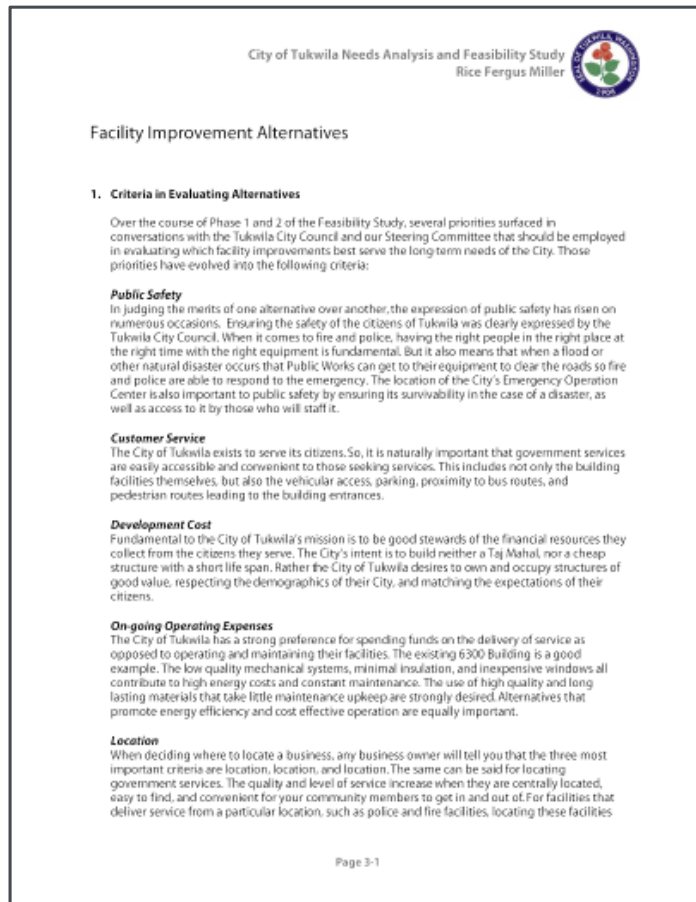 City of Tukwila Needs Analysis and Feasibility Study
Rice Fergus Miller
SEAL OF TUKWILA, WASHINGTON
1908
Facility Improvement Alternatives
1. Criteria in Evaluating Alternatives
Over the course of Phase 1 and 2 of the Feasibility Study, several priorities surfaced in
conversations with the Tukwila City Council and our Steering Committee that should be employed
in evaluating which facility improvements best serve the long-term needs of the City. Those
priorities have evolved into the following criteria:
Public Safety
In judging the merits of one alternative over another, the expression of public safety has risen on
numerous occasions. Ensuring the safety of the citizens of Tukwila was clearly expressed by the
Tukwila City Council. When it comes to fire and police, having the right people in the right place at
the right time with the right equipment is fundamental. But it also means that when a flood or
other natural disaster occurs that Public Works can get to their equipment to clear the roads so fire
and police are able to respond to the emergency. The location of the City's Emergency Operation
Center is also important to public safety by ensuring its survivability in the case of a disaster, as
well as access to it by those who will staff it.
Customer Service
The City of Tukwila exists to serve its citizens. So, it is naturally important that government services
are easily accessible and convenient to those seeking services. This includes not only the building
facilities themselves, but also the vehicular access, parking, proximity to bus routes, and
pedestrian routes leading to the building entrances.
Development Cost
Fundamental to the City of Tukwila's mission is to be good stewards of the financial resources they
collect from the citizens they serve. The City's intent is to build neither a Taj Mahal, nor a cheap
structure with a short life span. Rather the City of Tukwila desires to own and occupy structures of
good value, respecting the demographics of their City, and matching the expectations of their
citizens.
On-going Operating Expenses
The City of Tukwila has a strong preference for spending funds on the delivery of service as
opposed to operating and maintaining their facilities. The existing 6300 Building is a good
example. The low quality mechanical systems, minimal insulation, and inexpensive windows all
contribute to high energy costs and constant maintenance. The use of high quality and long
lasting materials that take little maintenance upkeep are strongly desired. Alternatives that
promote energy efficiency and cost effective operation are equally important.
Location
When deciding where to locate a business, any business owner will tell you that the three most
important criteria are location, location, and location. The same can be said for locating
government services. The quality and level of service increase when they are centrally located,
easy to find, and convenient for your community members to get in and out of. For facilities that
deliver service from a particular location, such as police and fire facilities, locating these facilities
Page 3-1